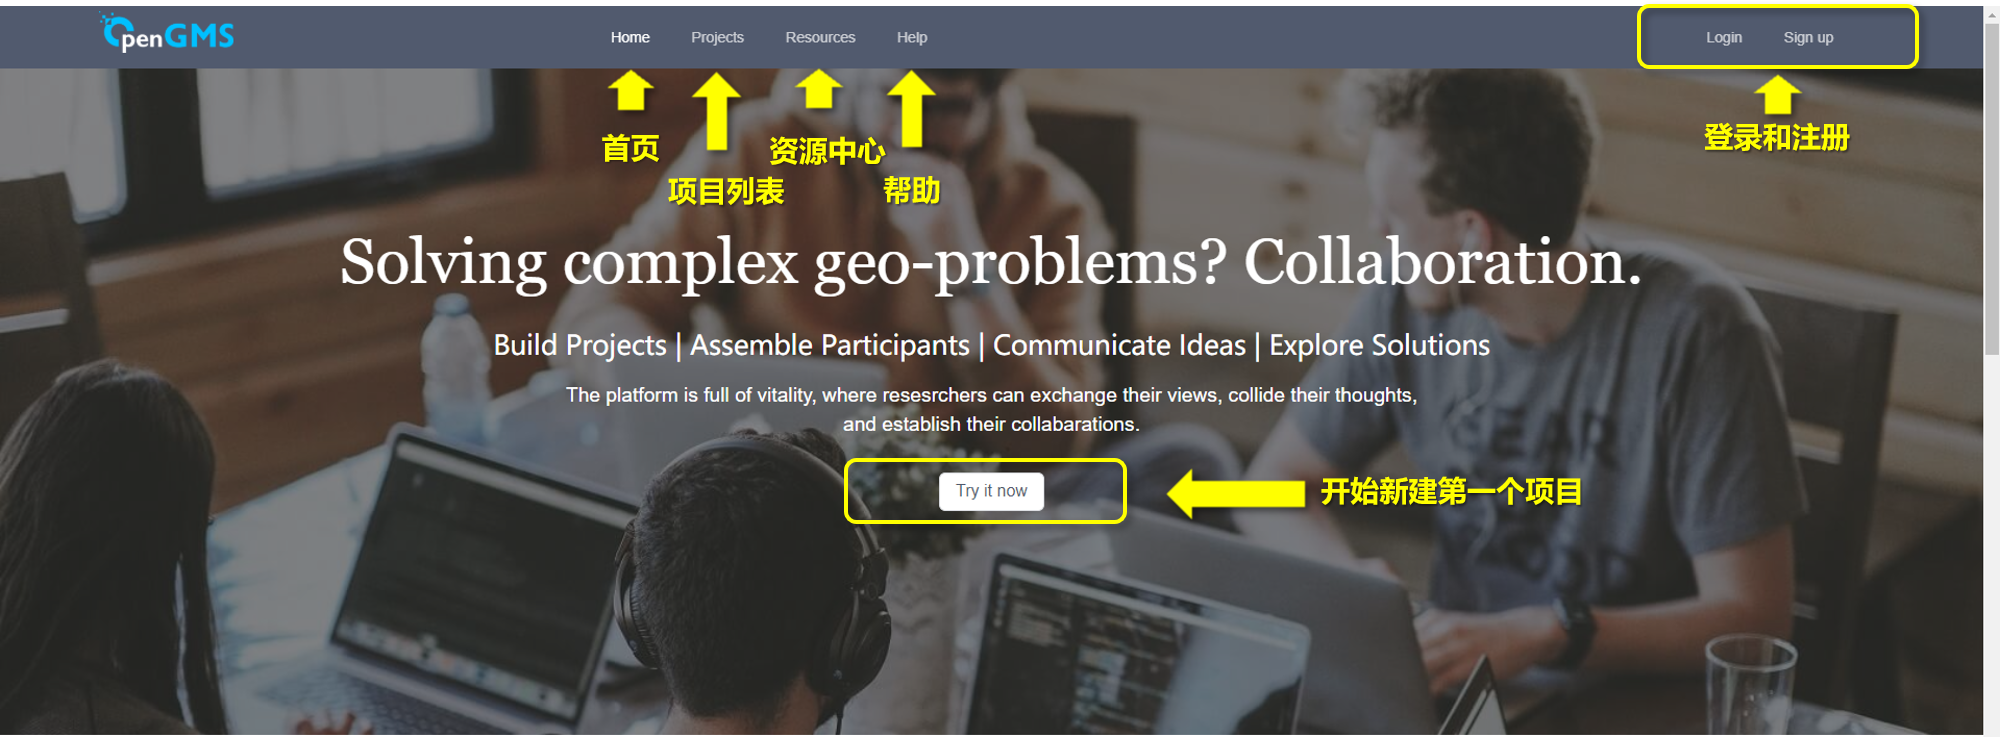 OpenGMS
Home Projects Resources Help
Login Sign up
首页
项目列表
资源中心
帮助
登录和注册
Solving complex geo-problems? Collaboration.
Build Projects | Assemble Participants | Communicate Ideas | Explore Solutions
The platform is full of vitality, where resesrchers can exchange their views, collide their thoughts,
and establish their collabarations.
Try it now
开始新建第一个项目